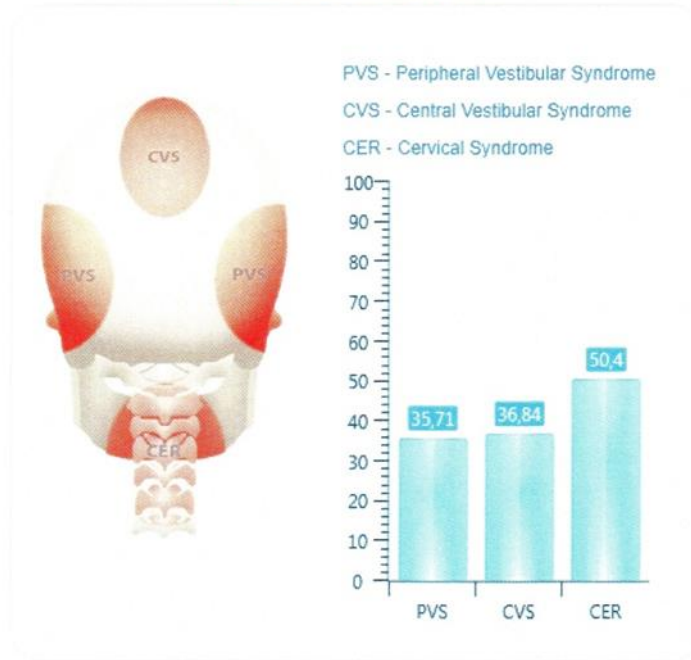 PVS - Peripheral Vestibular Syndrome
CVS - Central Vestibular Syndrome
CER - Cervical Syndrome
CVS
PVS
PVS
CER
100
90
80
70
60
50
40
30
20
10
0
35,71
36,84
50,4
PVS CVS CER